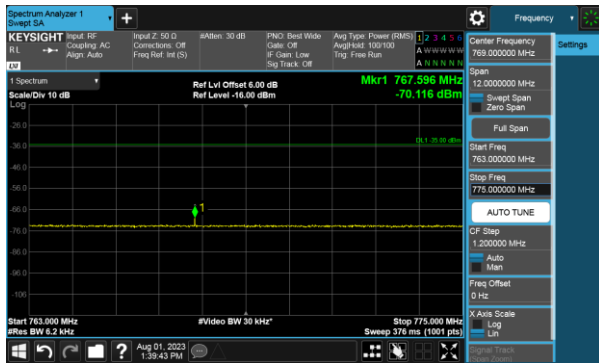 Spectrum Analyzer 1
Swept SA
Frequency
KEYSIGHT
RL
LXI
Input: RF
Coupling: AC
Align: Auto
Input Z: 50 Ω
Corrections: Off
Freq Ref: Int (S)
#Atten: 30 dB
PNO: Best Wide
Gate: Off
IF Gain: Low
Sig Track: Off
Avg Type: Power (RMS)
Avg|Hold: 100/100
Trig: Free Run
1 2 3 4 5 6
A W W W W W
A N N N N N
Center Frequency
769.000000 MHz
Settings
Span
12.0000000 MHz
Swept Span
Zero Span
Full Span
Start Freq
763.000000 MHz
Stop Freq
775.000000 MHz
AUTO TUNE
CF Step
1.200000 MHz
Auto
Man
Freq Offset
0 Hz
X Axis Scale
Log
Lin
Signal Track
(Span Zoom)
1 Spectrum
Scale/Div 10 dB
Log
Ref Lvl Offset 6.00 dB
Ref Level -16.00 dBm
Mkr1 767.596 MHz
-70.116 dBm
-26.0
-36.0
DL1 -35.00 dBm
-46.0
-56.0
-66.0
1
-76.0
-86.0
-96.0
-106
Start 763.000 MHz
#Res BW 6.2 kHz
#Video BW 30 kHz*
Stop 775.000 MHz
Sweep 376 ms (1001 pts)
?
Aug 01, 2023
1:39:43 PM